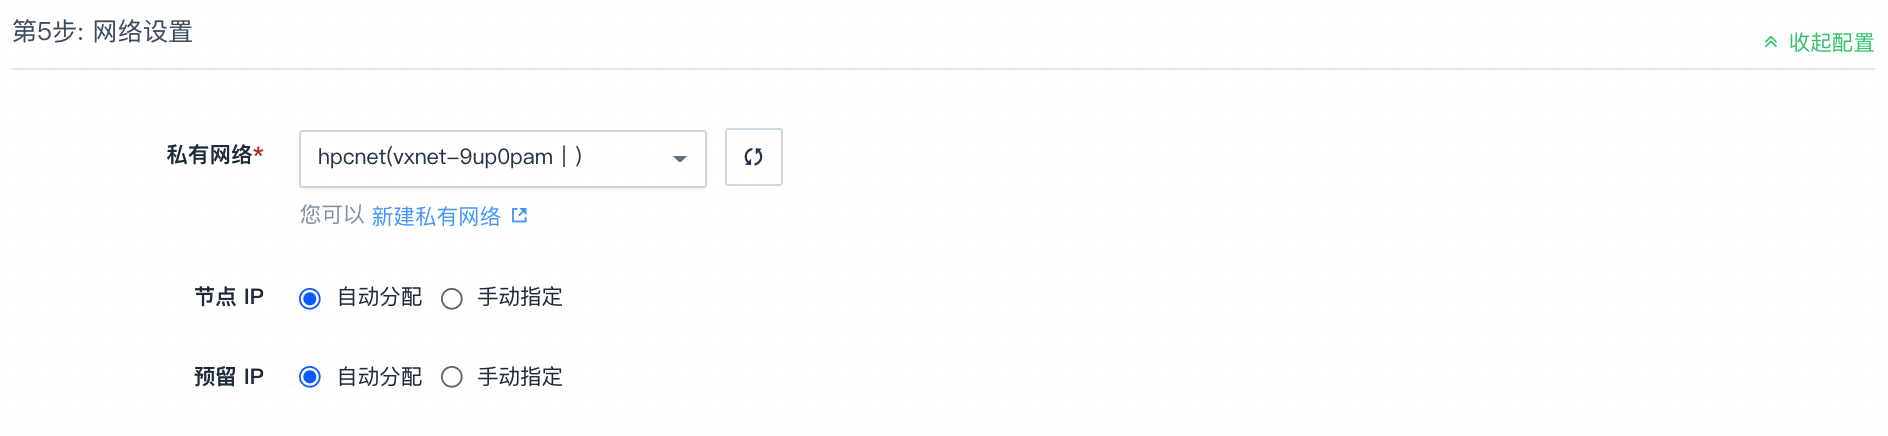 第5步: 网络设置
收起配置
私有网络*
hpcnet(vxnet-9up0pam | )
您可以 新建私有网络
节点 IP 自动分配 手动指定
预留 IP 自动分配 手动指定